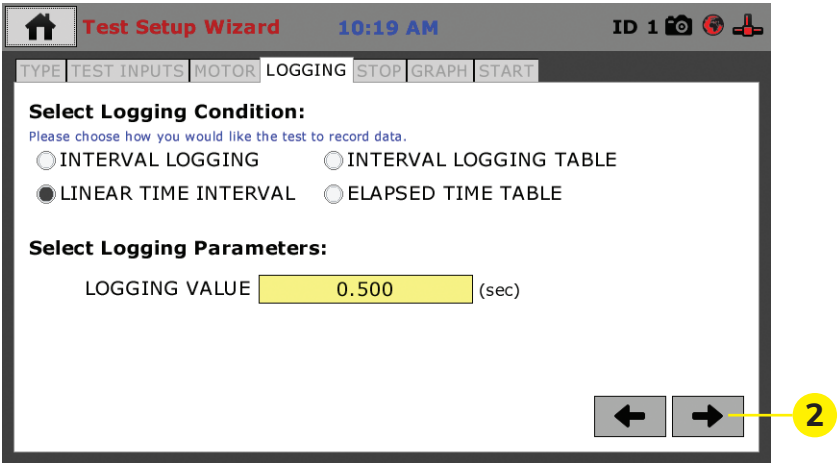 Test Setup Wizard 10:19 AM ID 1
TYPE TEST INPUTS MOTOR LOGGING STOP GRAPH START
Select Logging Condition:
Please choose how you would like the test to record data.
INTERVAL LOGGING INTERVAL LOGGING TABLE
LINEAR TIME INTERVAL ELAPSED TIME TABLE
Select Logging Parameters:
LOGGING VALUE 0.500 (sec)
2